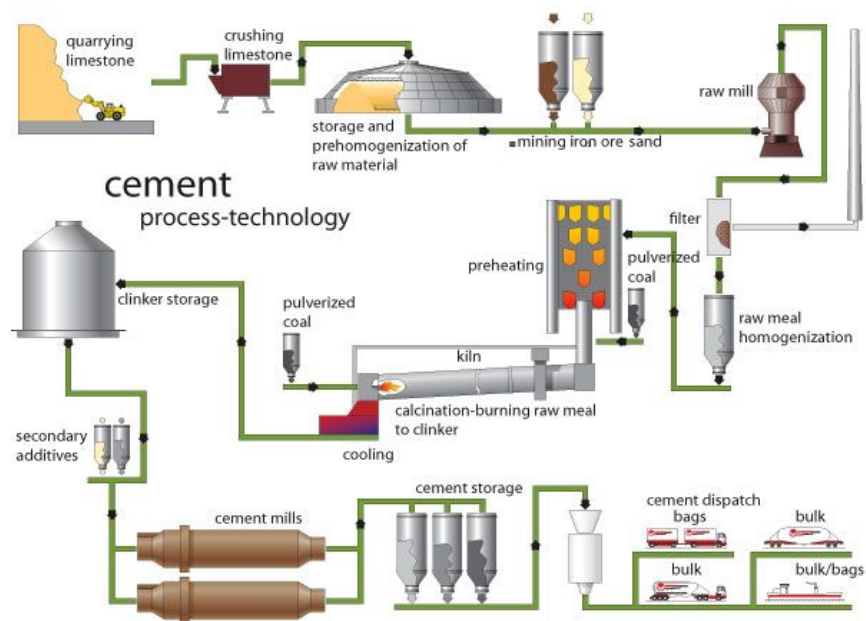 quarrying
limestone
crushing
limestone
storage and
prehomogenization of
raw material
mining iron ore sand
raw mill
cement
process-technology
filter
preheating
pulverized
coal
clinker storage
pulverized
coal
raw meal
homogenization
kiln
calcination-burning raw meal
to clinker
cooling
secondary
additives
cement mills
cement storage
cement dispatch
bags
bulk
bulk
bulk/bags